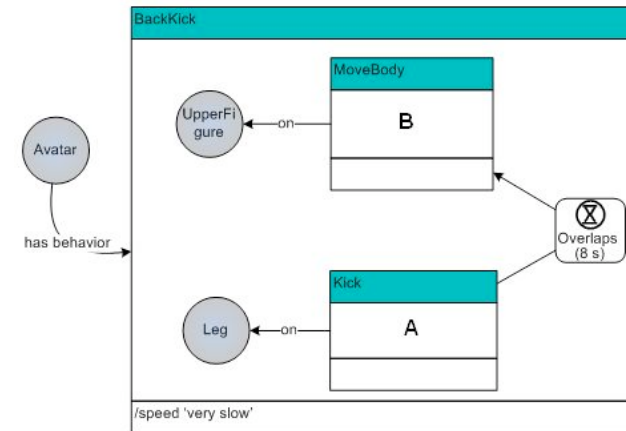 BackKick
MoveBody
UpperFi
gure
on
B
Avatar
has behavior
Overlaps
(8 s)
Kick
Leg
on
A
/speed 'very slow'